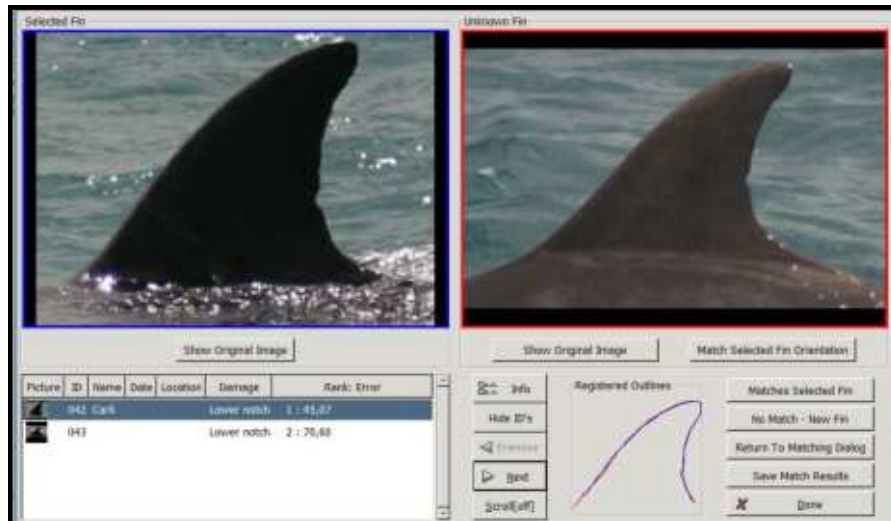 Selected Fin
Unknown Fin
Show Original Image
Show Original Image
Match Selected Fin Orientation
Picture ID Name Date Location Damage Rank: Error
042 Carli Lower notch 1 : 45,07
043 Lower notch 2 : 70,60
Info
Hide ID's
Previous
Next
Scroll[off]
Registered Outlines
Matches Selected Fin
No Match - New Fin
Return To Matching Dialog
Save Match Results
Done